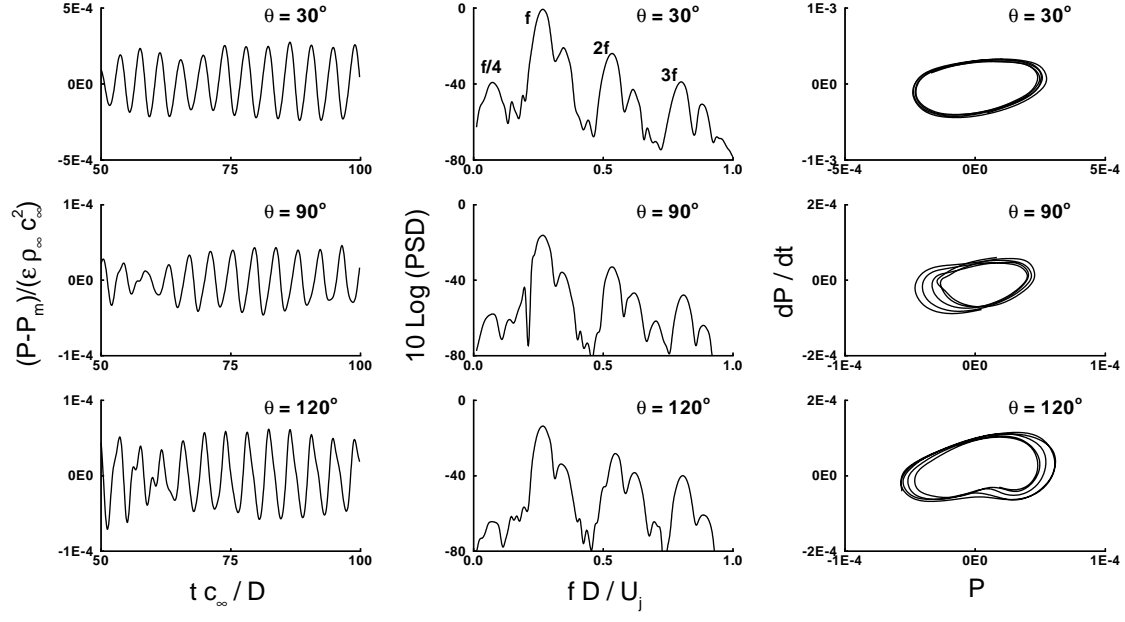 5E-4
0E0
-5E-4
50
75
100
θ = 30°
0
-40
-80
0.0
0.5
1.0
f/4
f
2f
3f
θ = 30°
1E-3
0E0
-1E-3
-5E-4
0E0
5E-4
θ = 30°
(P-P_m)/(ε ρ_∞ c_∞^2)
1E-4
0E0
-1E-4
50
75
100
θ = 90°
10 Log (PSD)
0
-40
-80
0.0
0.5
1.0
θ = 90°
dP / dt
2E-4
0E0
-2E-4
-1E-4
0E0
1E-4
θ = 90°
1E-4
0E0
-1E-4
50
75
100
θ = 120°
t c_∞ / D
0
-40
-80
0.0
0.5
1.0
θ = 120°
f D / U_j
2E-4
0E0
-2E-4
-1E-4
0E0
1E-4
θ = 120°
P